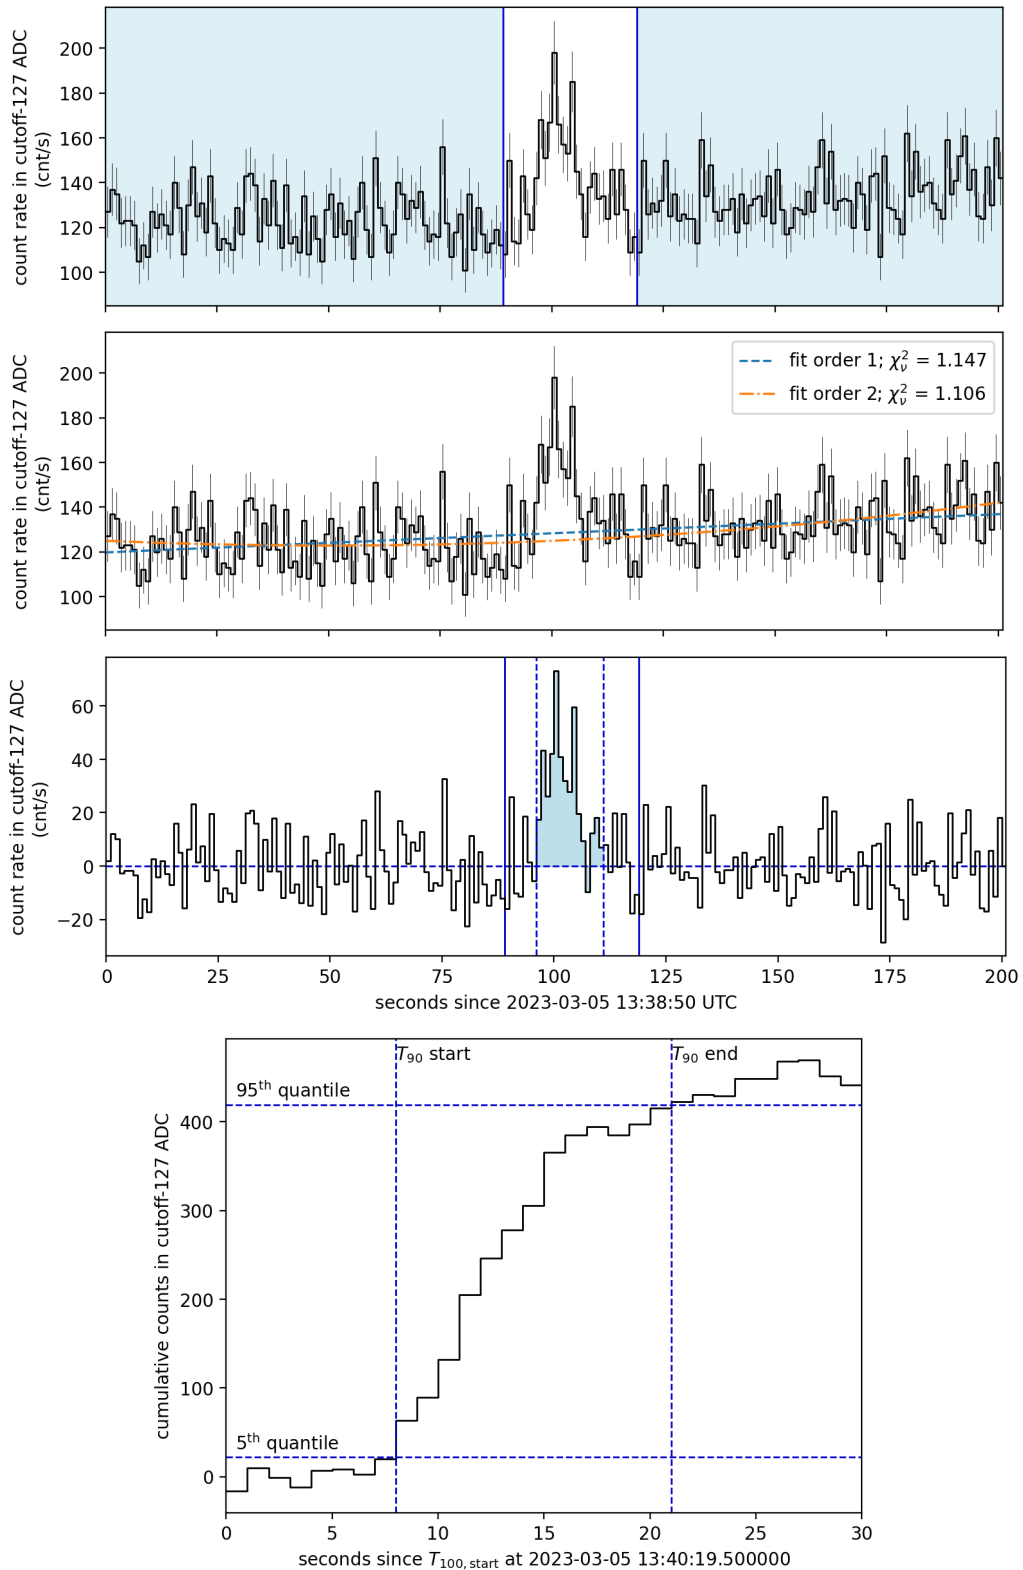 count rate in cutoff-127 ADC
(cnt/s)
200
180
160
140
120
100
count rate in cutoff-127 ADC
(cnt/s)
200
180
160
140
120
100
fit order 1; χ²ᵥ = 1.147
fit order 2; χ²ᵥ = 1.106
count rate in cutoff-127 ADC
(cnt/s)
60
40
20
0
−20
0 25 50 75 100 125 150 175 200
seconds since 2023-03-05 13:38:50 UTC
T₉₀ start
T₉₀ end
95ᵗʰ quantile
5ᵗʰ quantile
cumulative counts in cutoff-127 ADC
400
300
200
100
0
0 5 10 15 20 25 30
seconds since T₁₀₀,start at 2023-03-05 13:40:19.500000